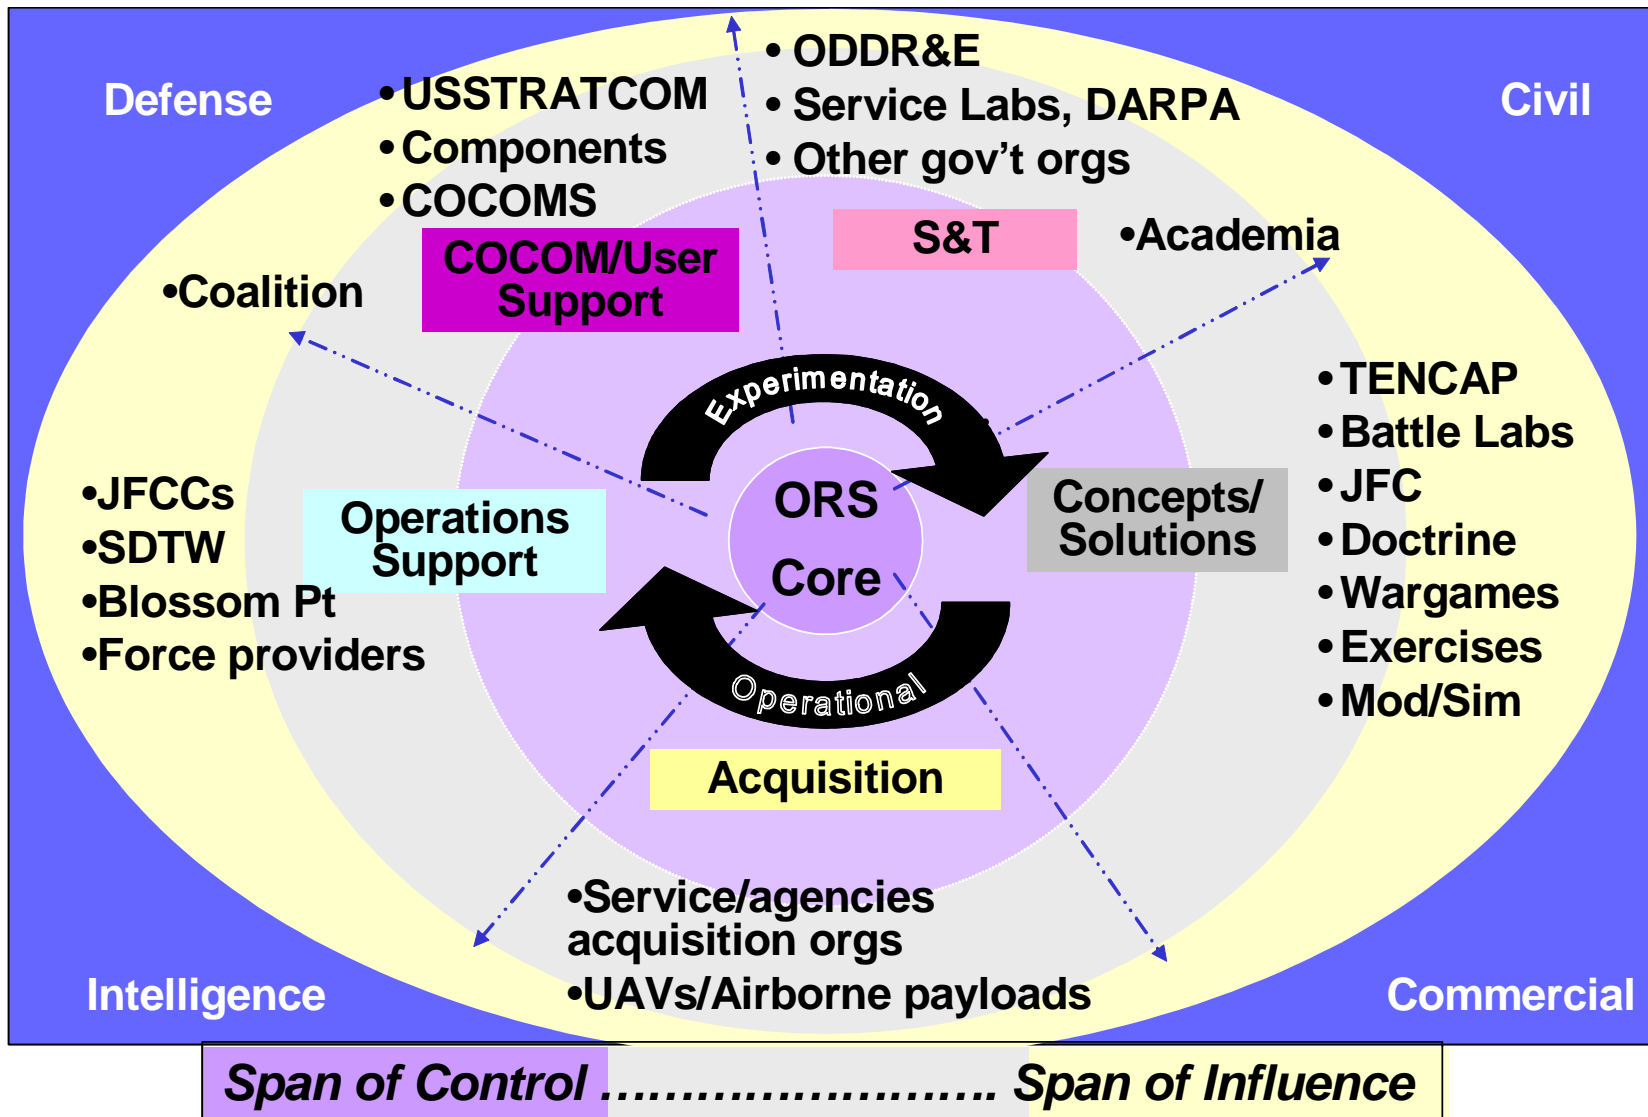 Defense
• USSTRATCOM
• Components
• COCOMS
• ODDR&E
• Service Labs, DARPA
• Other gov't orgs
Civil
COCOM/User
Support
S&T
•Academia
•Coalition
Experimentation
• TENCAP
• Battle Labs
• JFC
• Doctrine
• Wargames
• Exercises
• Mod/Sim
•JFCCs
•SDTW
•Blossom Pt
•Force providers
Operations
Support
ORS
Core
Concepts/
Solutions
Operational
Acquisition
•Service/agencies
acquisition orgs
•UAVs/Airborne payloads
Intelligence
Commercial
Span of Control ........................ Span of Influence